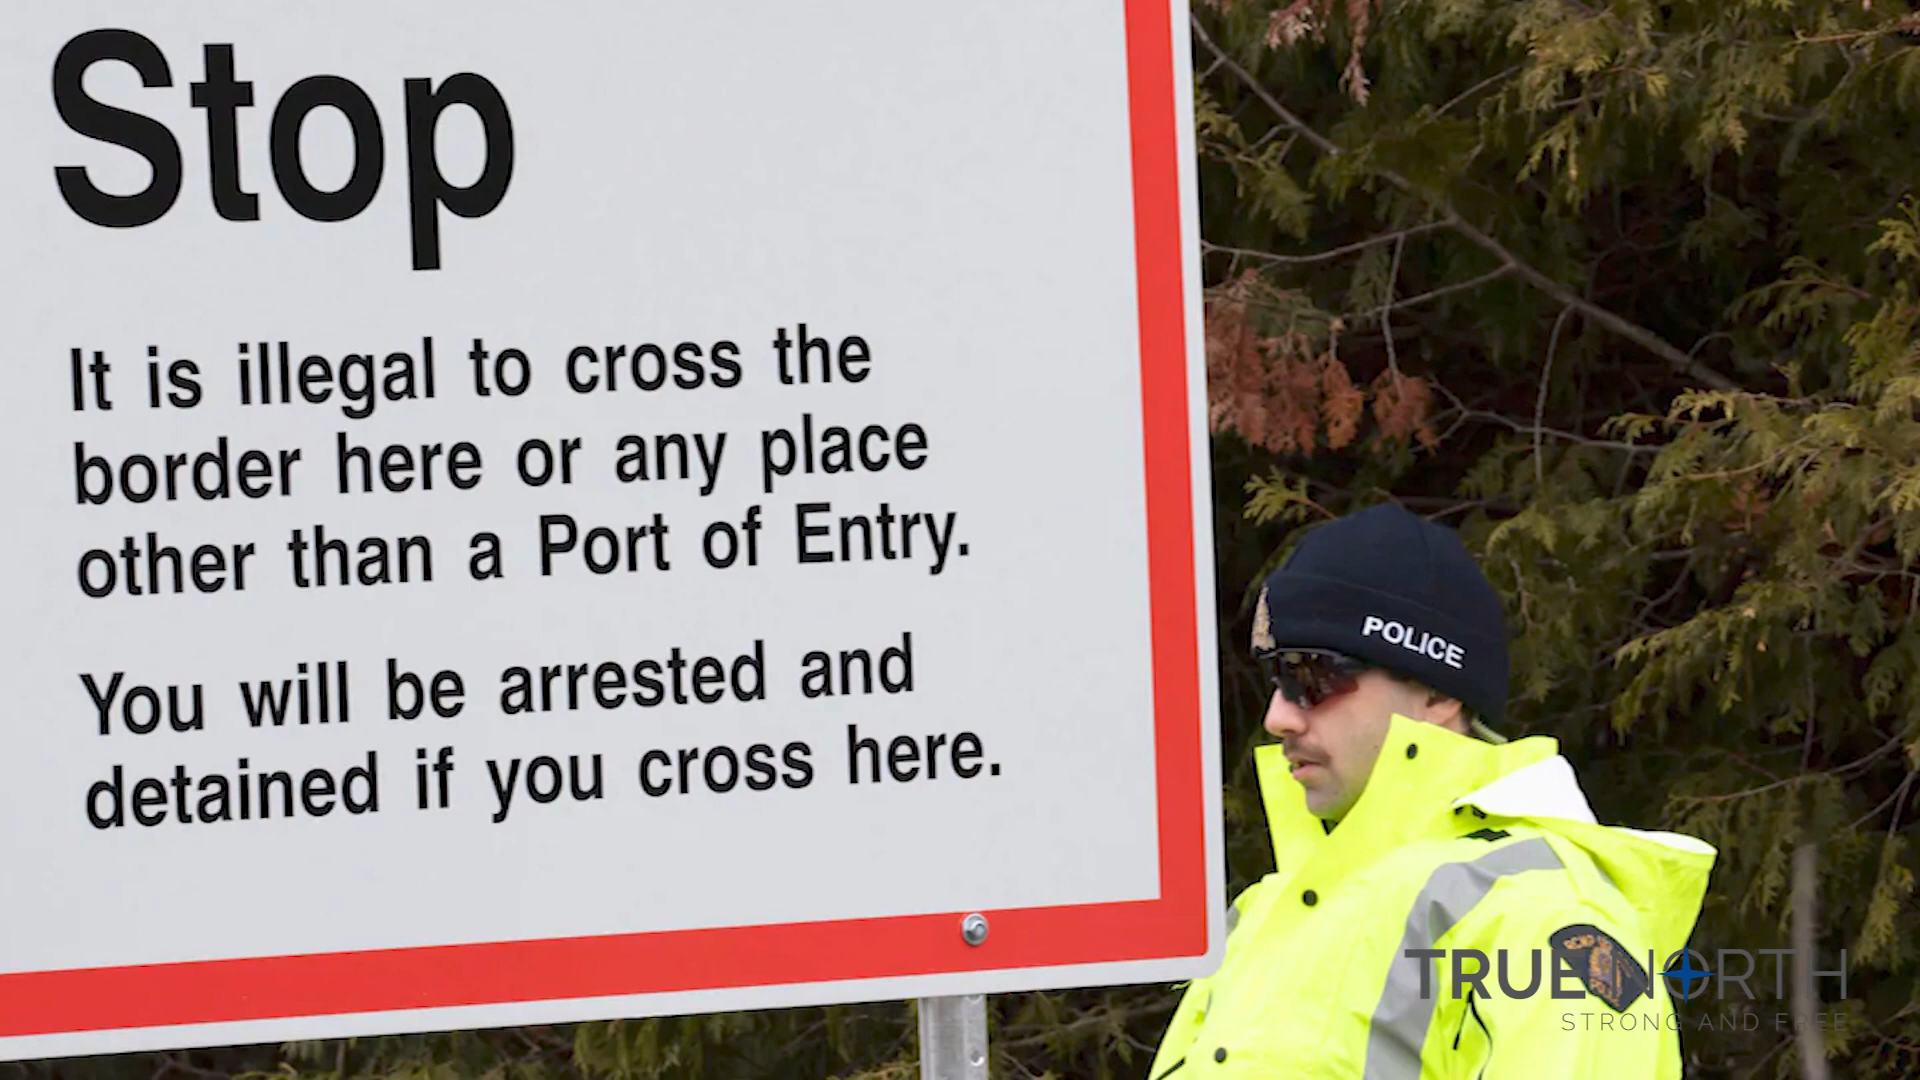 Stop
It is illegal to cross the
border here or any place
other than a Port of Entry.
You will be arrested and
detained if you cross here.
POLICE
RCMP
TRUE NORTH
STRONG AND FREE